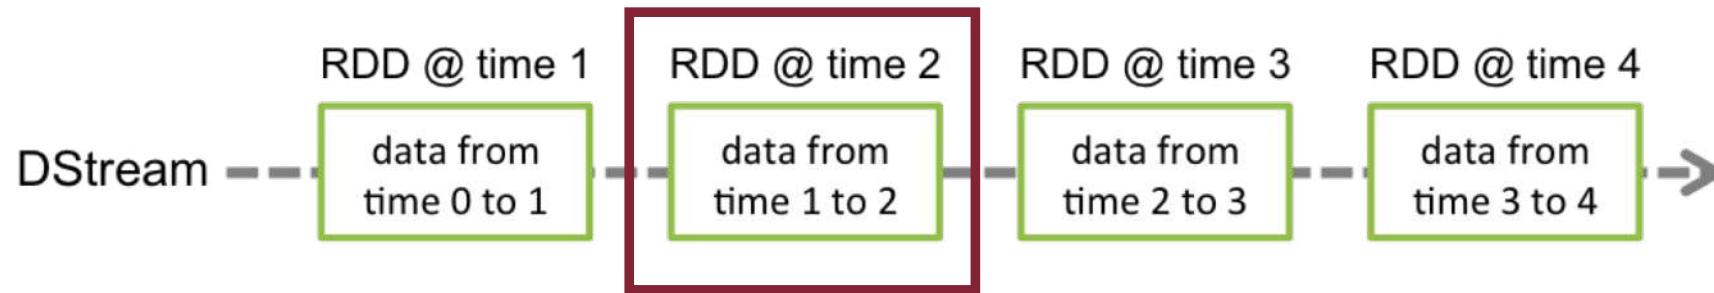 RDD @ time 1
RDD @ time 2
RDD @ time 3
RDD @ time 4
DStream
data from
time 0 to 1
data from
time 1 to 2
data from
time 2 to 3
data from
time 3 to 4